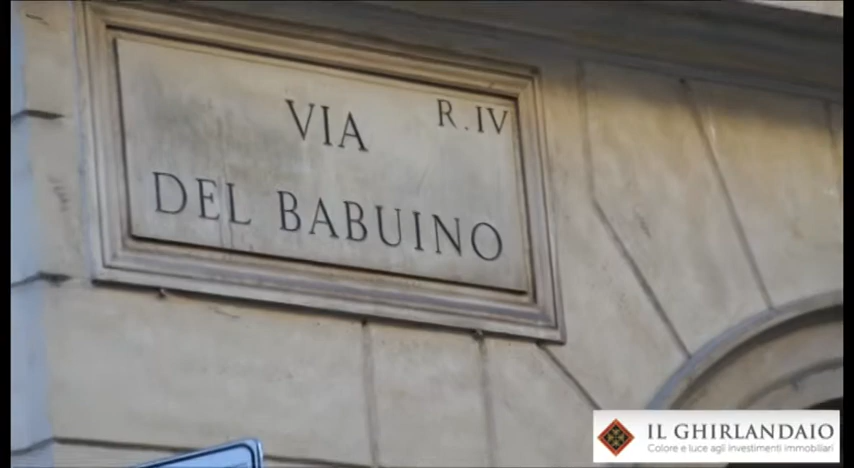 VIA R.IV
DEL BABUINO
IL GHIRLANDAIO
Colore e luce agli investimenti immobiliari